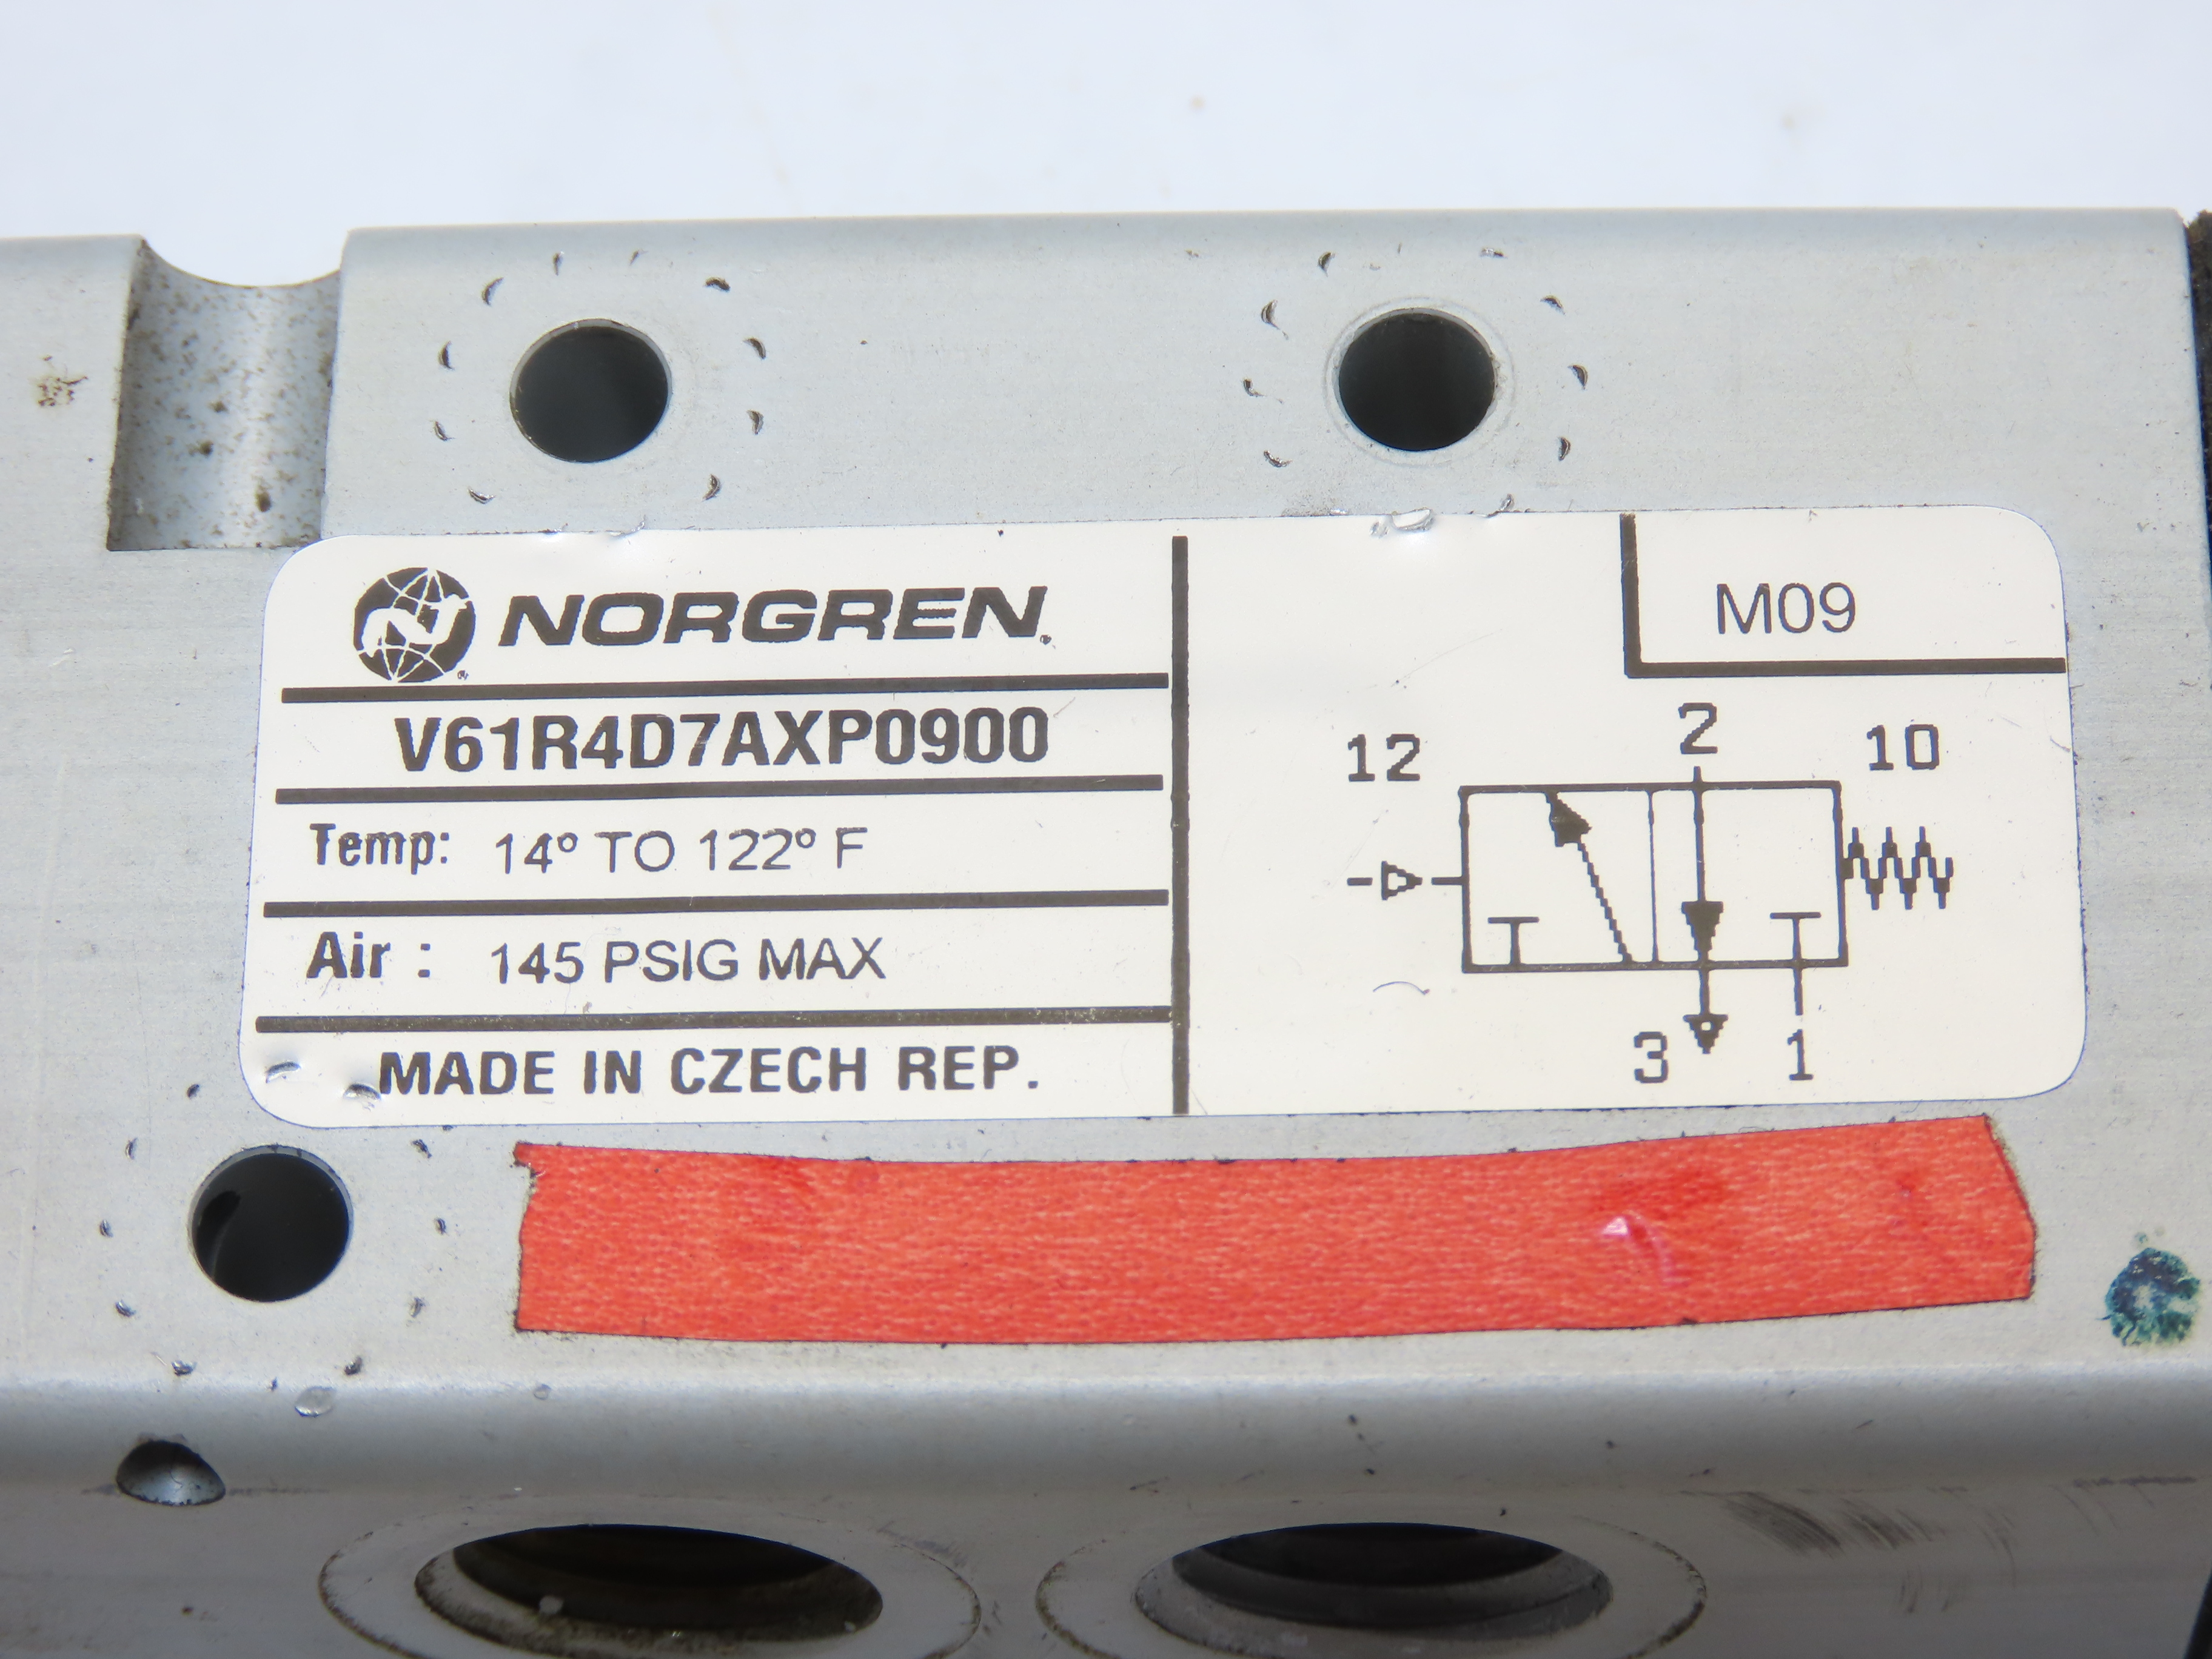 NORGREN
V61R4D7AXP0900
Temp: 14° TO 122° F
Air : 145 PSIG MAX
MADE IN CZECH REP.
M09
12 2 10
3 1